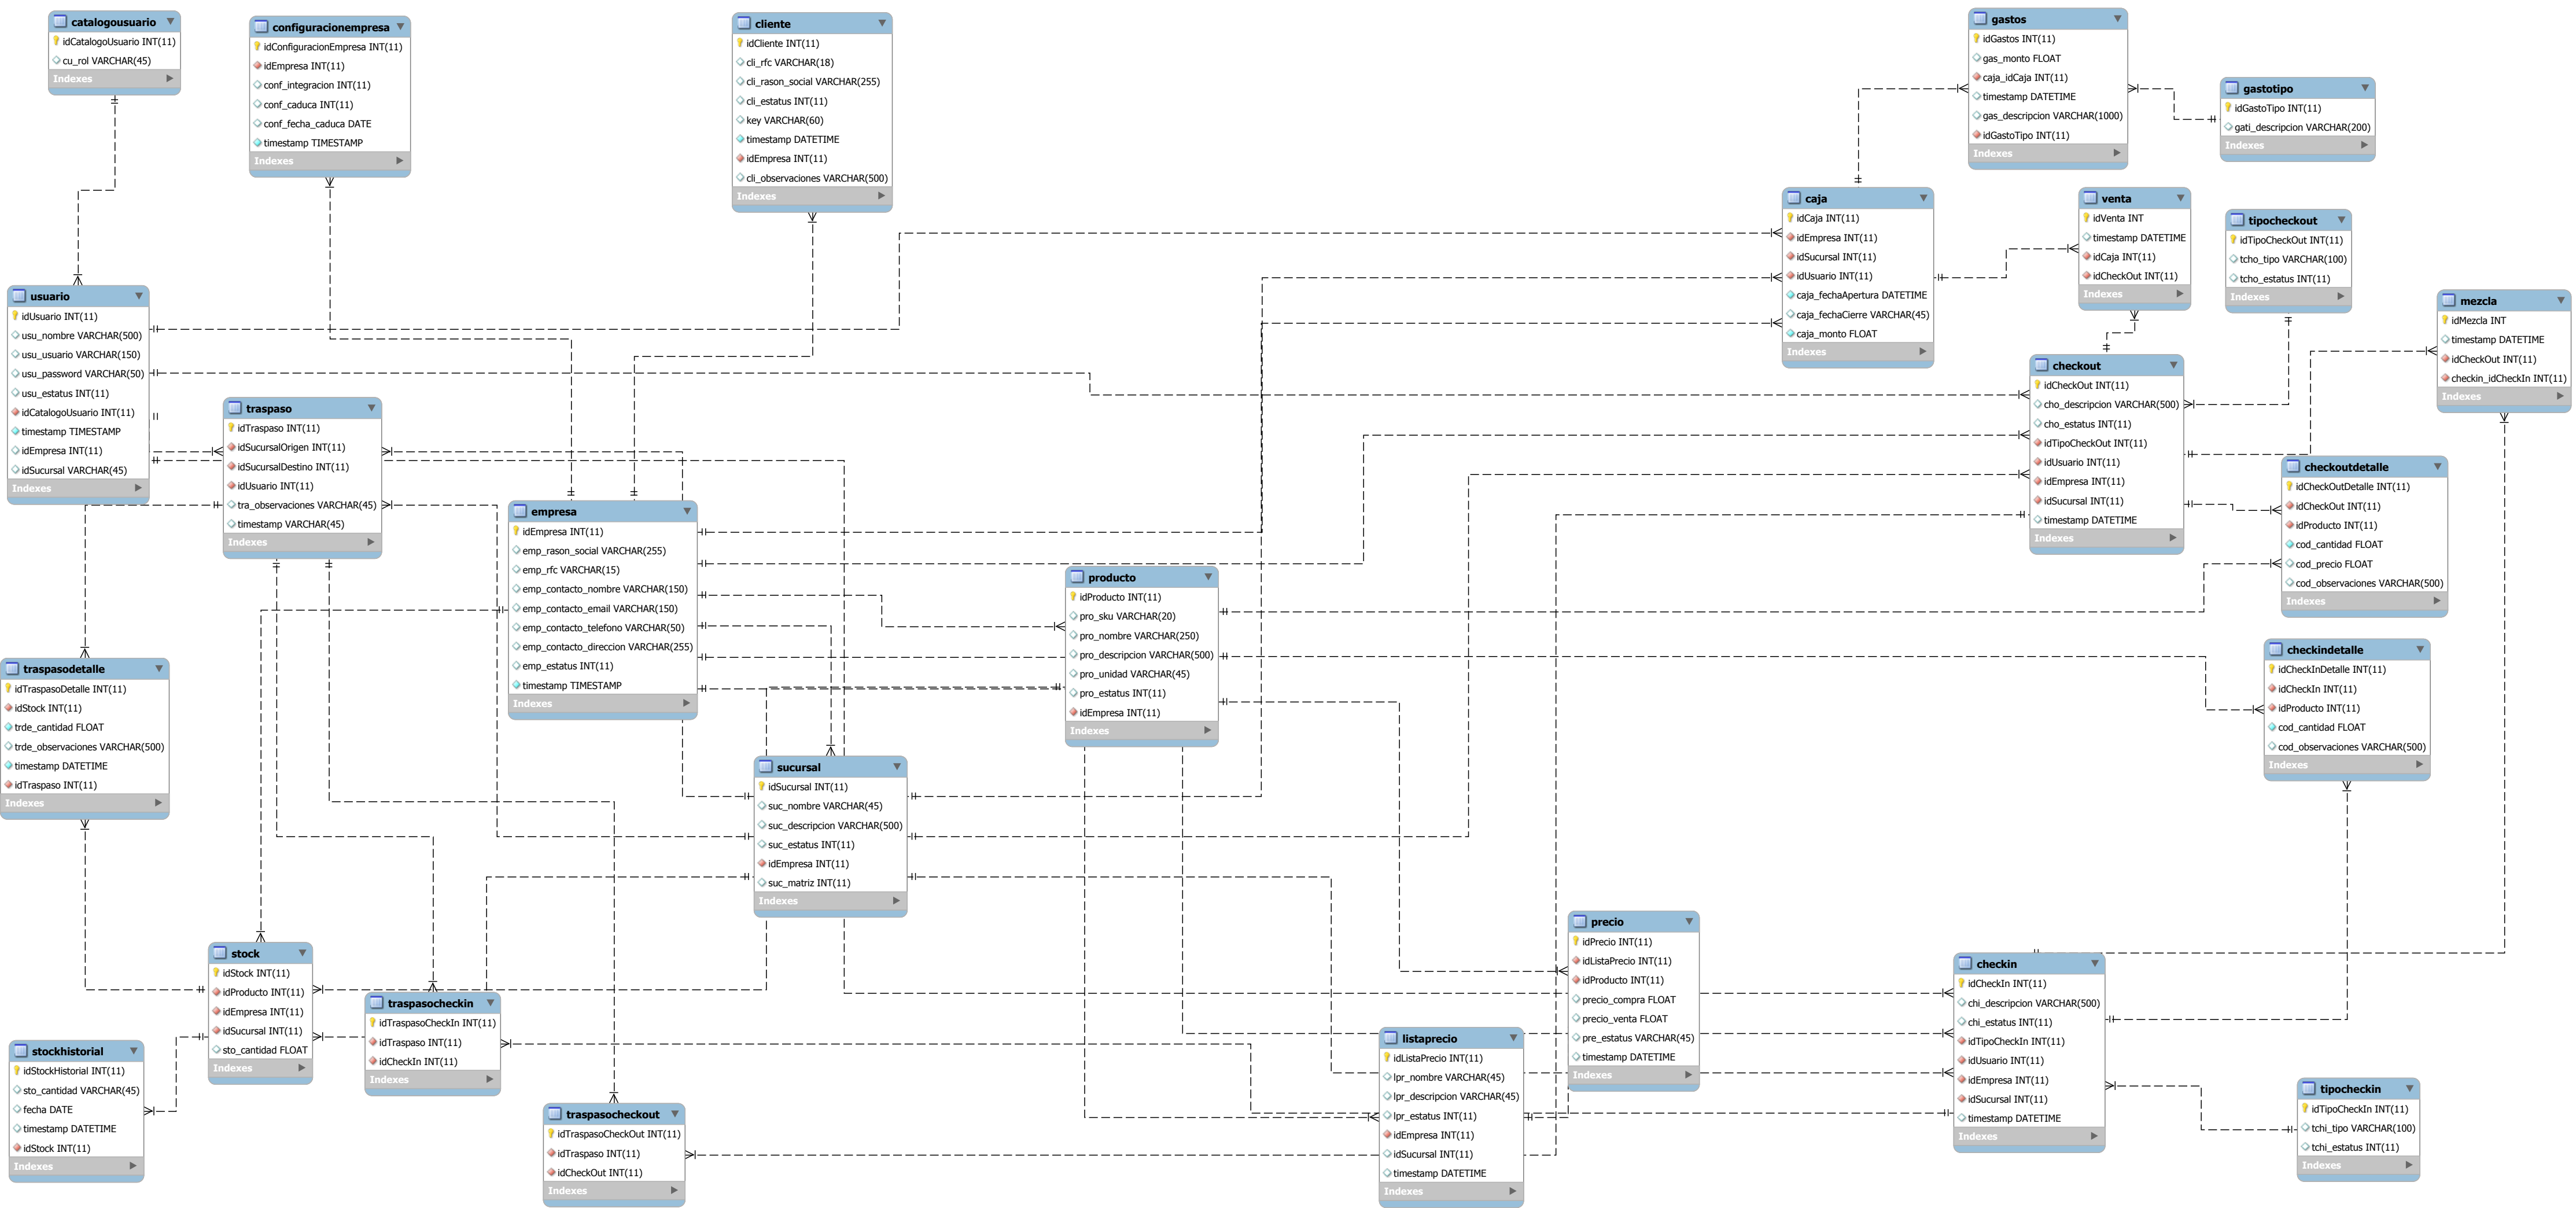 catalogousuario
idCatalogoUsuario INT(11)
cu_rol VARCHAR(45)
Indexes
configuracionempresa
idConfiguracionEmpresa INT(11)
idEmpresa INT(11)
conf_integracion INT(11)
conf_caduca INT(11)
conf_fecha_caduca DATE
timestamp TIMESTAMP
Indexes
cliente
idCliente INT(11)
cli_rfc VARCHAR(18)
cli_rason_social VARCHAR(255)
cli_estatus INT(11)
key VARCHAR(60)
timestamp DATETIME
idEmpresa INT(11)
cli_observaciones VARCHAR(500)
Indexes
gastos
idGastos INT(11)
gas_monto FLOAT
caja_idCaja INT(11)
timestamp DATETIME
gas_descripcion VARCHAR(1000)
idGastoTipo INT(11)
Indexes
gastotipo
idGastoTipo INT(11)
gati_descripcion VARCHAR(200)
Indexes
caja
idCaja INT(11)
idEmpresa INT(11)
idSucursal INT(11)
idUsuario INT(11)
caja_fechaApertura DATETIME
caja_fechaCierre VARCHAR(45)
caja_monto FLOAT
Indexes
venta
idVenta INT
timestamp DATETIME
idCaja INT(11)
idCheckOut INT(11)
Indexes
tipocheckout
idTipoCheckOut INT(11)
tcho_tipo VARCHAR(100)
tcho_estatus INT(11)
Indexes
mezcla
idMezcla INT
timestamp DATETIME
idCheckOut INT(11)
checkin_idCheckIn INT(11)
Indexes
usuario
idUsuario INT(11)
usu_nombre VARCHAR(500)
usu_usuario VARCHAR(150)
usu_password VARCHAR(50)
usu_estatus INT(11)
idCatalogoUsuario INT(11)
timestamp TIMESTAMP
idEmpresa INT(11)
idSucursal VARCHAR(45)
Indexes
traspaso
idTraspaso INT(11)
idSucursalOrigen INT(11)
idSucursalDestino INT(11)
idUsuario INT(11)
tra_observaciones VARCHAR(45)
timestamp VARCHAR(45)
Indexes
checkout
idCheckOut INT(11)
cho_descripcion VARCHAR(500)
cho_estatus INT(11)
idTipoCheckOut INT(11)
idUsuario INT(11)
idEmpresa INT(11)
idSucursal INT(11)
timestamp DATETIME
Indexes
checkoutdetalle
idCheckOutDetalle INT(11)
idCheckOut INT(11)
idProducto INT(11)
cod_cantidad FLOAT
cod_precio FLOAT
cod_observaciones VARCHAR(500)
Indexes
empresa
idEmpresa INT(11)
emp_rason_social VARCHAR(255)
emp_rfc VARCHAR(15)
emp_contacto_nombre VARCHAR(150)
emp_contacto_email VARCHAR(150)
emp_contacto_telefono VARCHAR(50)
emp_contacto_direccion VARCHAR(255)
emp_estatus INT(11)
timestamp TIMESTAMP
Indexes
producto
idProducto INT(11)
pro_sku VARCHAR(20)
pro_nombre VARCHAR(250)
pro_descripcion VARCHAR(500)
pro_unidad VARCHAR(45)
pro_estatus INT(11)
idEmpresa INT(11)
Indexes
checkindetalle
idCheckInDetalle INT(11)
idCheckIn INT(11)
idProducto INT(11)
cod_cantidad FLOAT
cod_observaciones VARCHAR(500)
Indexes
traspasodetalle
idTraspasoDetalle INT(11)
idStock INT(11)
trde_cantidad FLOAT
trde_observaciones VARCHAR(500)
timestamp DATETIME
idTraspaso INT(11)
Indexes
sucursal
idSucursal INT(11)
suc_nombre VARCHAR(45)
suc_descripcion VARCHAR(500)
suc_estatus INT(11)
idEmpresa INT(11)
suc_matriz INT(11)
Indexes
precio
idPrecio INT(11)
idListaPrecio INT(11)
idProducto INT(11)
precio_compra FLOAT
precio_venta FLOAT
pre_estatus VARCHAR(45)
timestamp DATETIME
Indexes
stock
idStock INT(11)
idProducto INT(11)
idEmpresa INT(11)
idSucursal INT(11)
sto_cantidad FLOAT
Indexes
checkin
idCheckIn INT(11)
chi_descripcion VARCHAR(500)
chi_estatus INT(11)
idTipoCheckIn INT(11)
idUsuario INT(11)
idEmpresa INT(11)
idSucursal INT(11)
timestamp DATETIME
Indexes
traspasocheckin
idTraspasoCheckIn INT(11)
idTraspaso INT(11)
idCheckIn INT(11)
Indexes
listaprecio
idListaPrecio INT(11)
lpr_nombre VARCHAR(45)
lpr_descripcion VARCHAR(45)
lpr_estatus INT(11)
idEmpresa INT(11)
idSucursal INT(11)
timestamp DATETIME
Indexes
stockhistorial
idStockHistorial INT(11)
sto_cantidad VARCHAR(45)
fecha DATE
timestamp DATETIME
idStock INT(11)
Indexes
tipocheckin
idTipoCheckIn INT(11)
tchi_tipo VARCHAR(100)
tchi_estatus INT(11)
Indexes
traspasocheckout
idTraspasoCheckOut INT(11)
idTraspaso INT(11)
idCheckOut INT(11)
Indexes